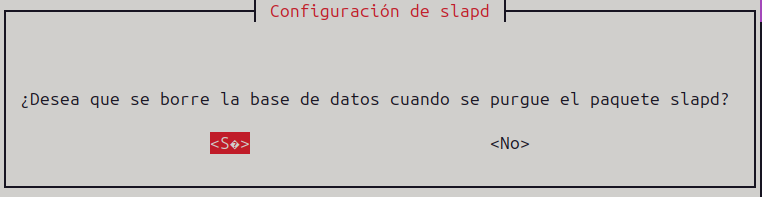 Configuración de slapd
¿Desea que se borre la base de datos cuando se purgue el paquete slapd?
<S�> <No>